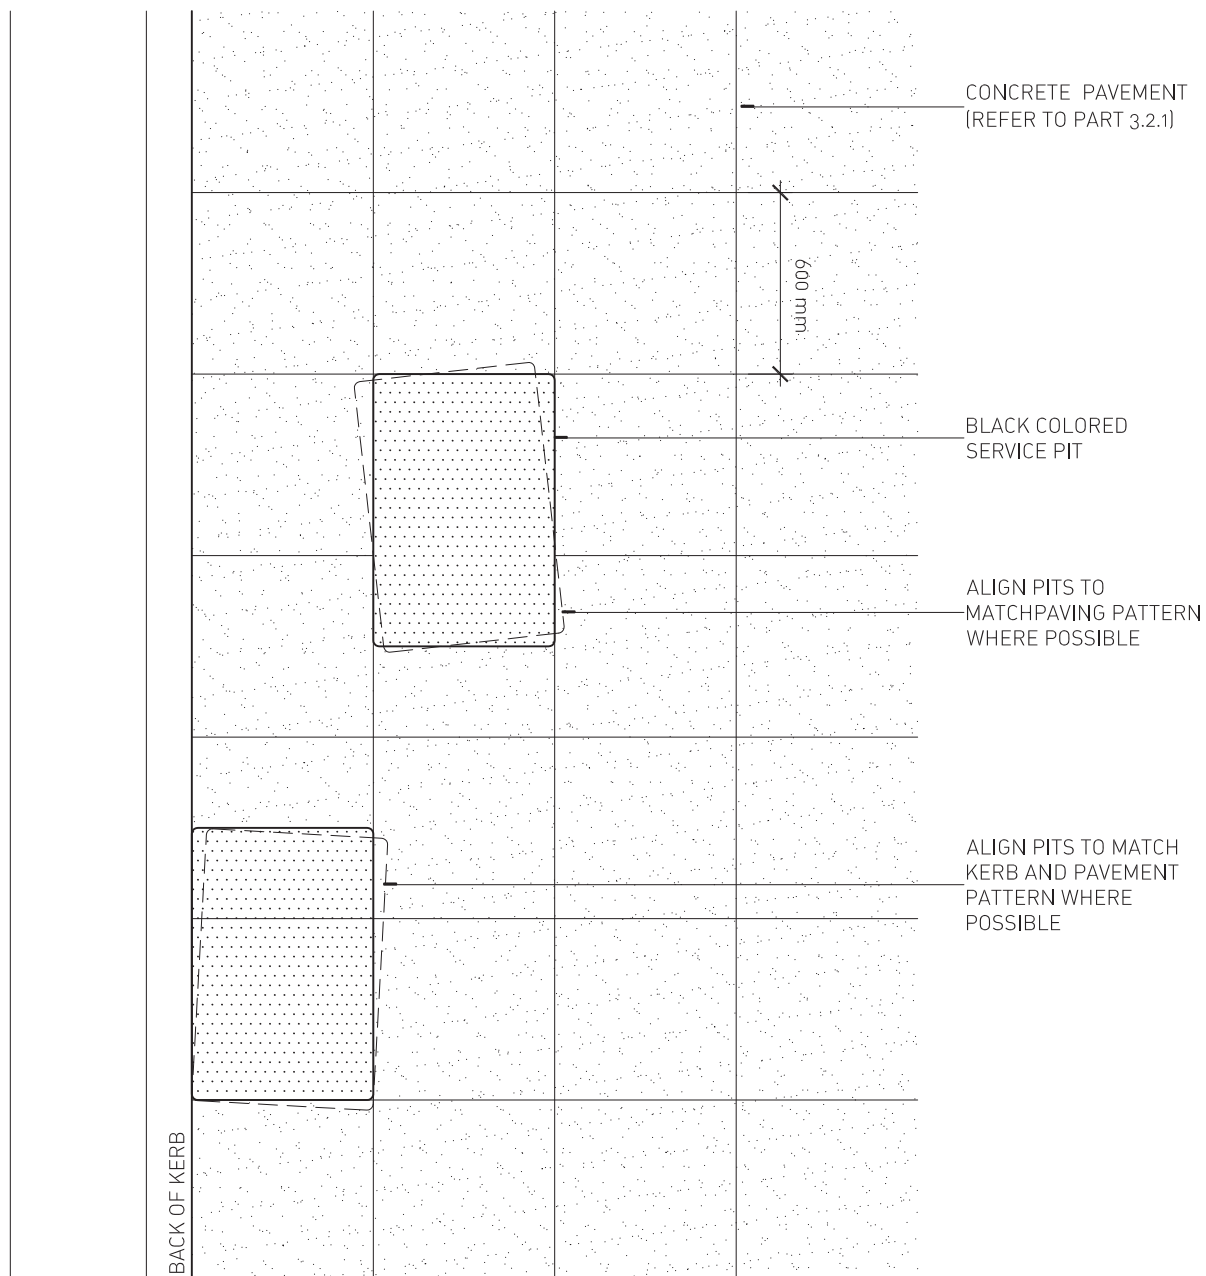 CONCRETE PAVEMENT
(REFER TO PART 3.2.1)
600 mm
BLACK COLORED
SERVICE PIT
ALIGN PITS TO
MATCHPAVING PATTERN
WHERE POSSIBLE
ALIGN PITS TO MATCH
KERB AND PAVEMENT
PATTERN WHERE
POSSIBLE
BACK OF KERB